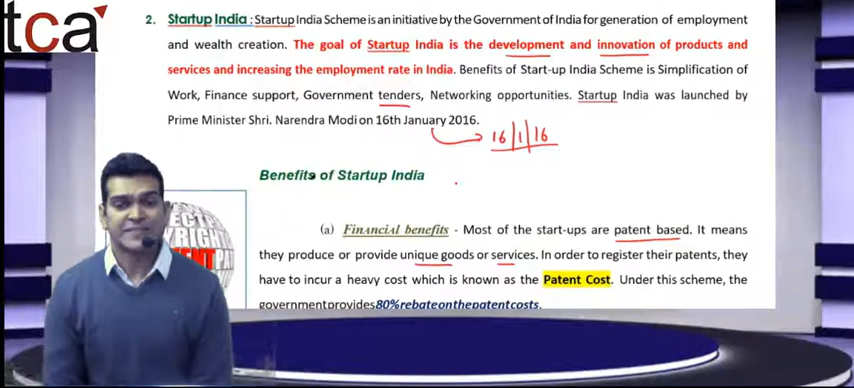 tca
2. Startup India : Startup India Scheme is an initiative by the Government of India for generation of employment
and wealth creation. The goal of Startup India is the development and innovation of products and
services and increasing the employment rate in India. Benefits of Start-up India Scheme is Simplification of
Work, Finance support, Government tenders, Networking opportunities. Startup India was launched by
Prime Minister Shri. Narendra Modi on 16th January 2016.
16/1/16
Benefits of Startup India
(a) Financial benefits - Most of the start-ups are patent based. It means
they produce or provide unique goods or services. In order to register their patents, they
have to incur a heavy cost which is known as the Patent Cost. Under this scheme, the
government provides 80% rebate on the patent costs.